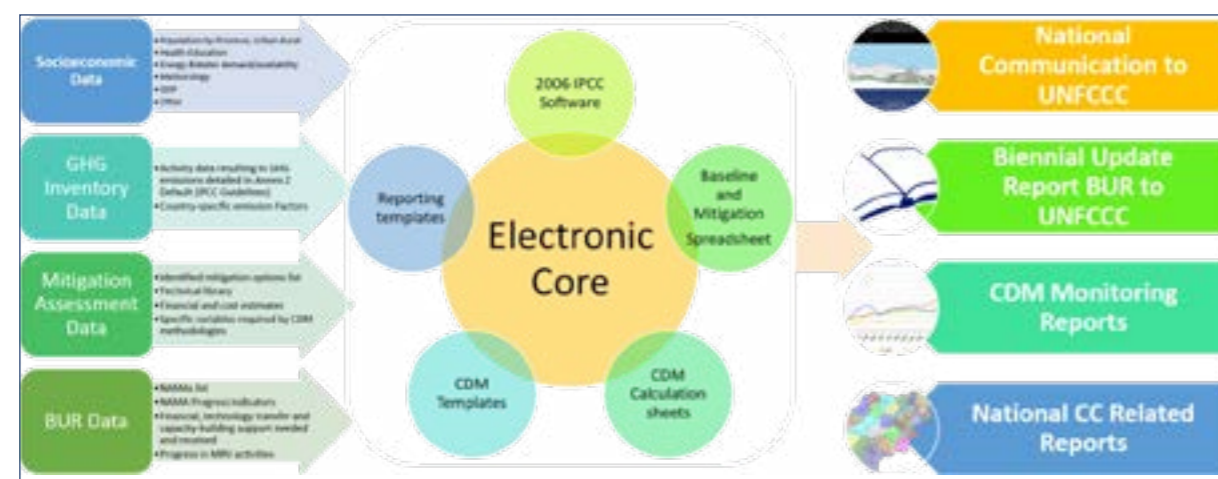 Socioeconomic
Data
• Population by Province, Urban Rural
• Health Education
• Energy Balance demand/availability
• Meteorology
• GDP
• Other
GHG
Inventory
Data
• Activity data resulting in GHG
emissions detailed in Annex 2
Default (IPCC Guidelines)
• Country-specific emission Factors
Mitigation
Assessment
Data
• Identified mitigation options list
• Technical library
• Financial and cost estimates
• Specific variables required by CDM
methodologies
BUR Data
• NAMAs list
• NAMA Progress indicators
• Financial, technology transfer and
capacity-building support needed
and received
• Progress in MRV activities
2006 IPCC
Software
Reporting
templates
Baseline
and
Mitigation
Spreadsheet
Electronic
Core
CDM
Templates
CDM
Calculation
sheets
National
Communication to
UNFCCC
Biennial Update
Report BUR to
UNFCCC
CDM Monitoring
Reports
National CC Related
Reports